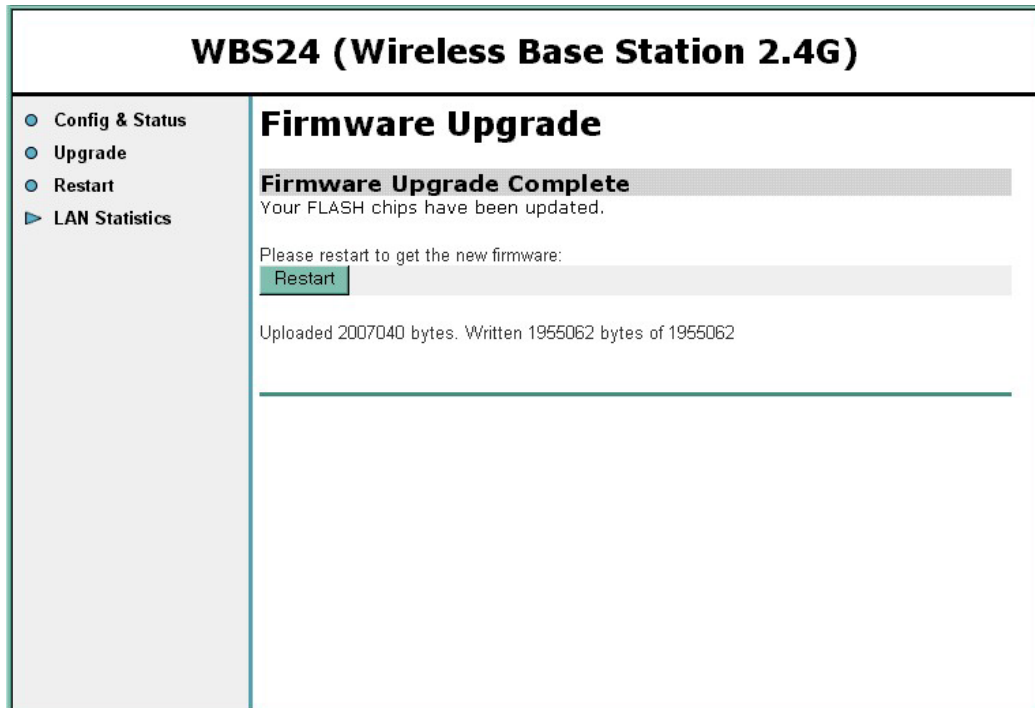 WBS24 (Wireless Base Station 2.4G)
Config & Status
Upgrade
Restart
LAN Statistics
Firmware Upgrade
Firmware Upgrade Complete
Your FLASH chips have been updated.
Please restart to get the new firmware:
Restart
Uploaded 2007040 bytes. Written 1955062 bytes of 1955062